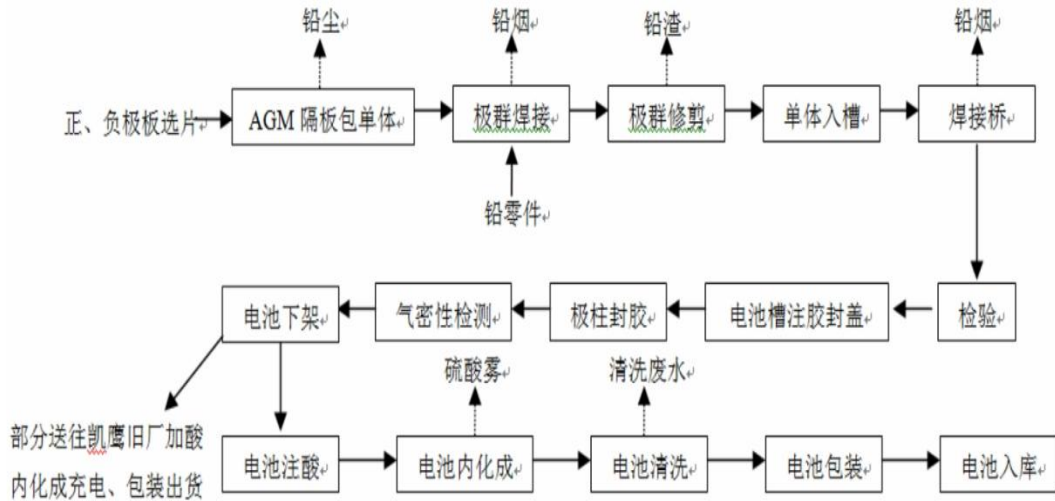 铅尘
铅烟
铅渣
铅烟
正、负极板选片
AGM 隔板包单体
极群焊接
极群修剪
单体入槽
焊接桥
铅零件
电池下架
气密性检测
极柱封胶
电池槽注胶封盖
检验
硫酸雾
清洗废水
部分送往凯鹰旧厂加酸
内化成充电、包装出货
电池注酸
电池内化成
电池清洗
电池包装
电池入库